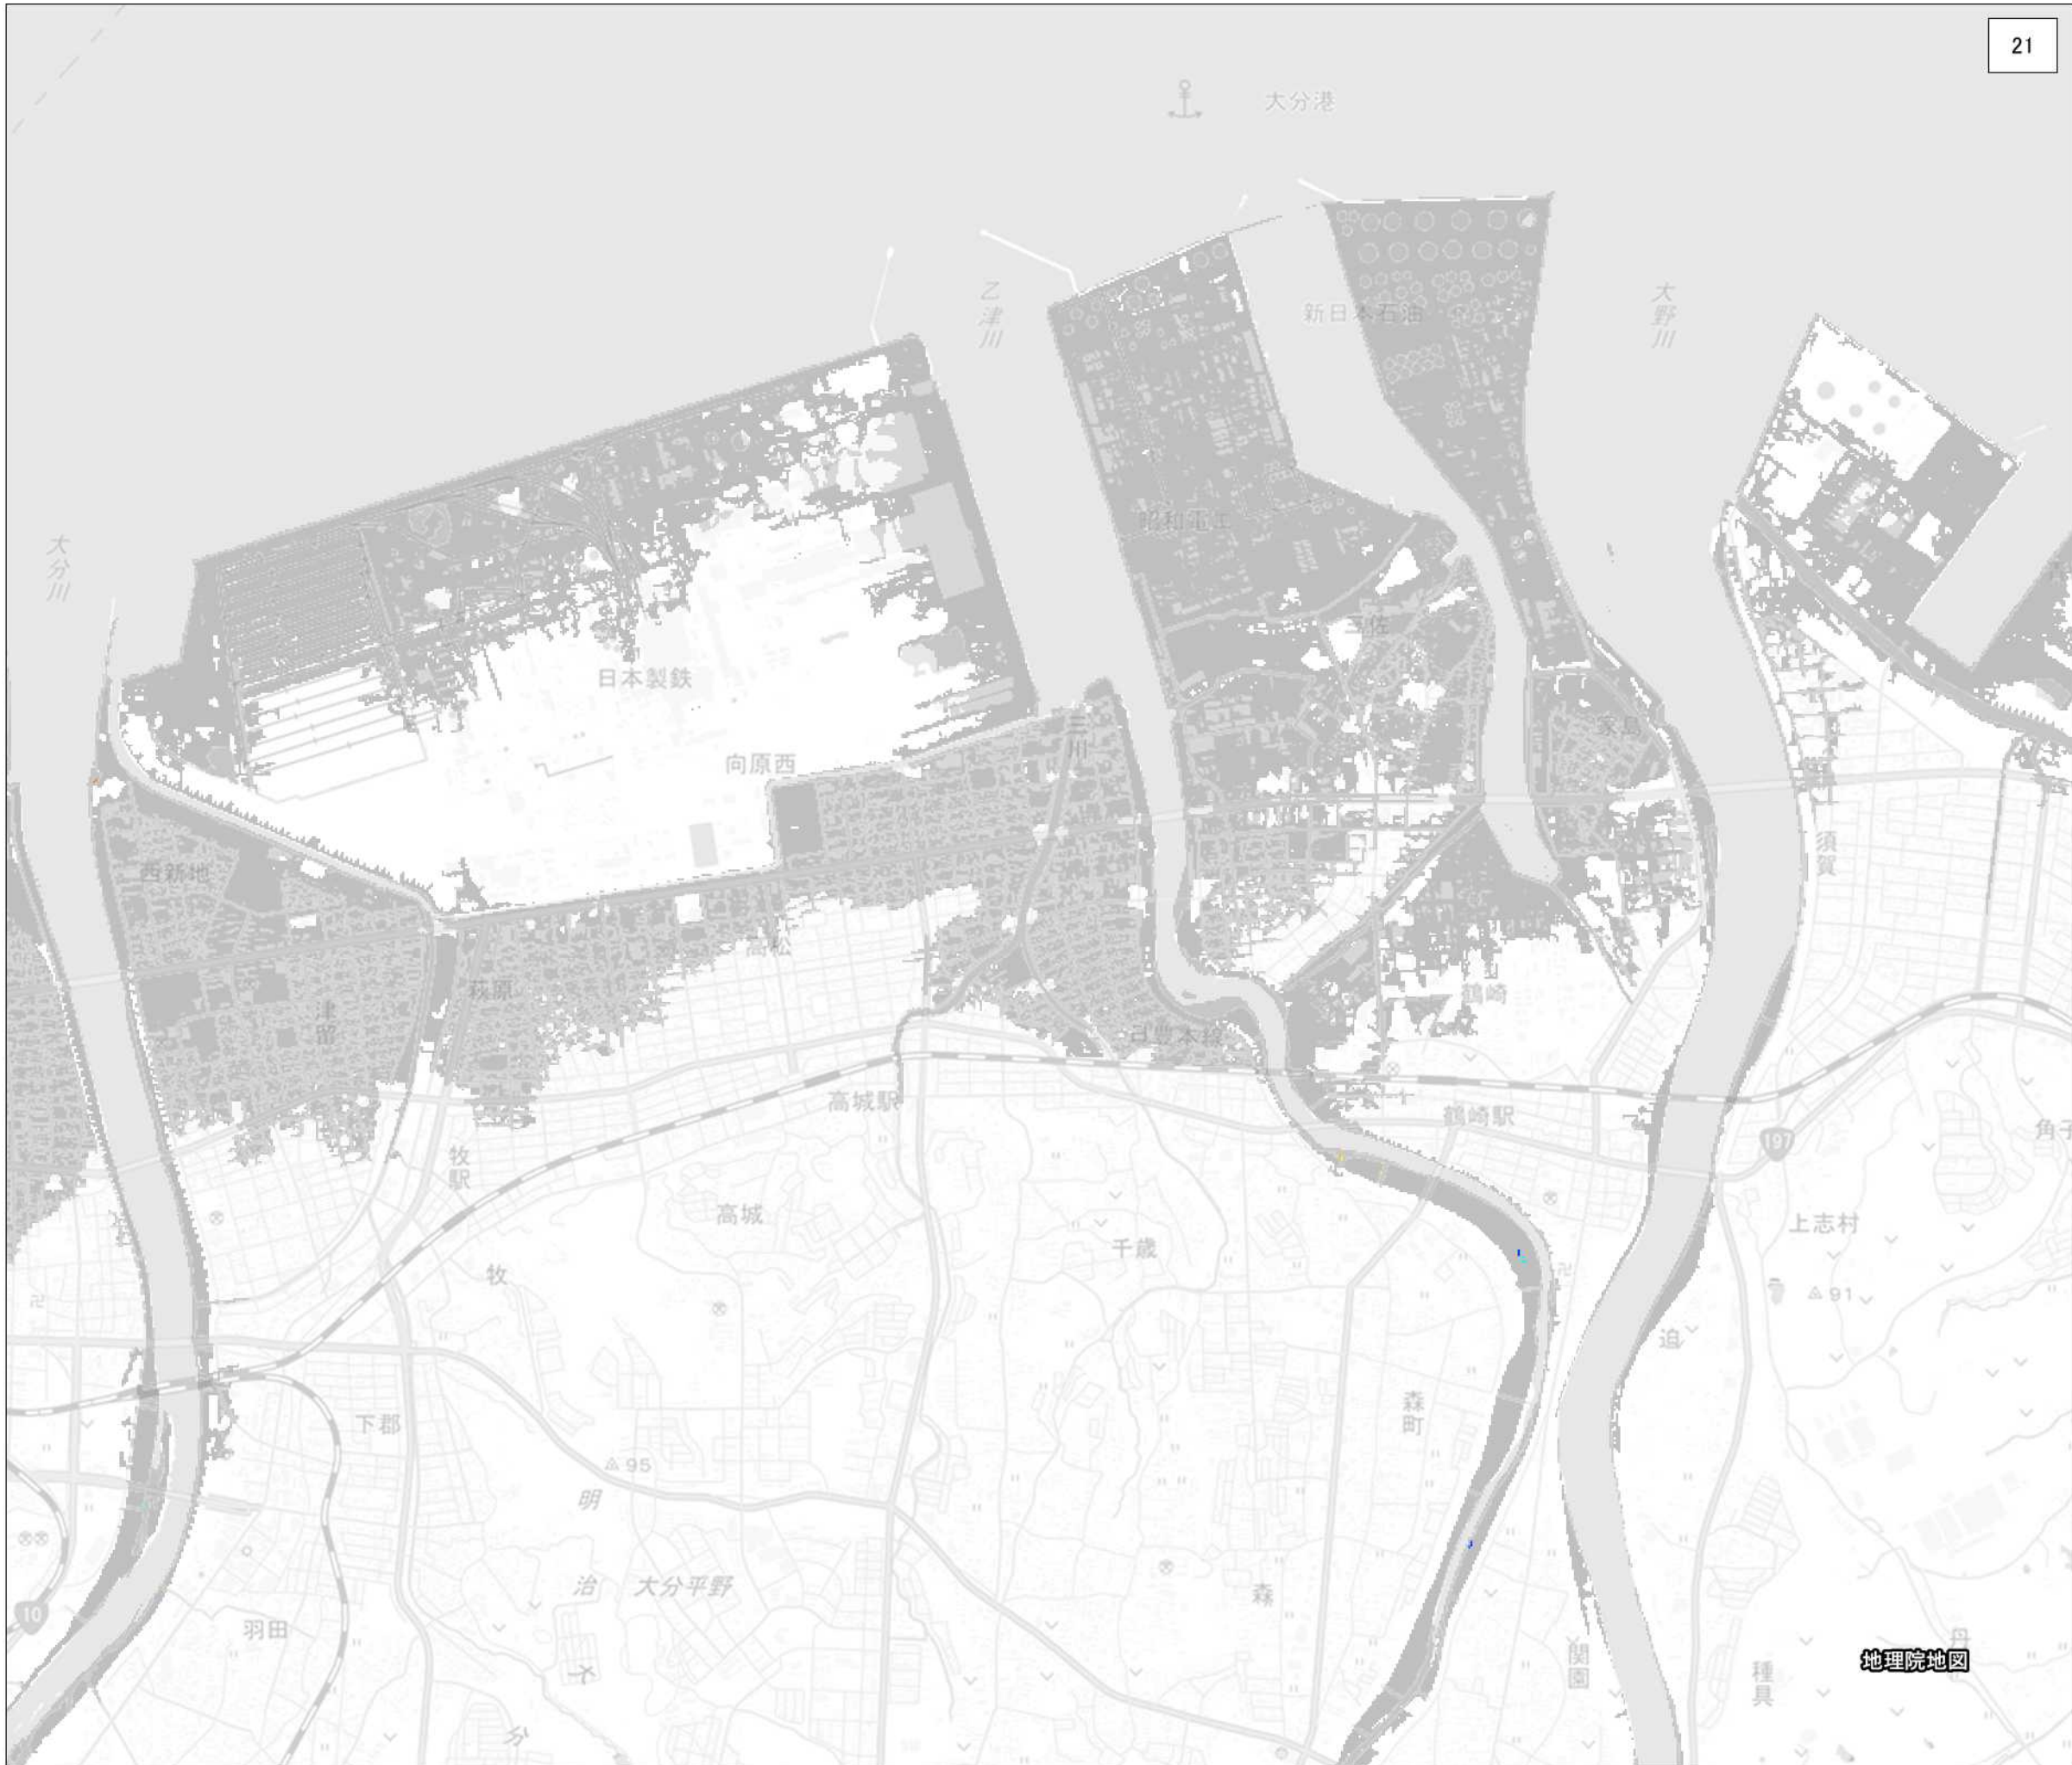 21
大分港
乙津川
新日本石油
大野川
昭和電工
大分川
三佐
日本製鉄
三川
家島
向原西
須賀
西新地
高松
萩原
鶴崎
津留
日豊本線
高城駅
鶴崎駅
197
牧駅
高城
上志村
千歳
牧
91
迫
森町
下郡
95
明
治
大分平野
森
10
羽田
関園
種具
丹
地理院地図
大
分